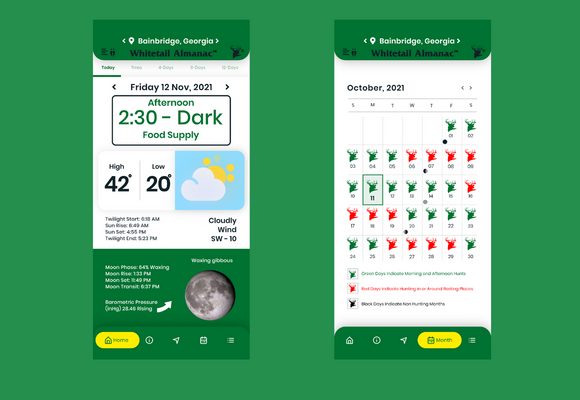 Bainbridge, Georgia
Whitetail Almanac™
Today
4 Days
12 Days
Friday 12 Nov, 2021
Afternoon
2:30 - Dark
Food Supply
High
42°
Low
20°
Twilight Start: 6:18 AM
Sun Rise: 6:49 AM
Sun Set: 4:55 PM
Twilight End: 5:23 PM
Cloudly
Wind
SW - 10
Waxing gibbous
Moon Phase: 64% Waxing
Moon Rise: 1:33 PM
Moon Set: 11:49 PM
Moon Transit: 6:37 PM
Barometric Pressure
(inHg) 28.46 Rising
Home
Bainbridge, Georgia
Whitetail Almanac™
October, 2021
S M T W T F S
01 02
03 04 05 06 07 08 09
10 11 12 13 14 15 16
17 18 19 20 21 22 23
24 25 26 27 28 29 30
Green Days Indicate Morning and Afternoon Hunts
Red Days Indicate Hunting in or Around Resting Places
Black Days Indicate Non Hunting Months
Month